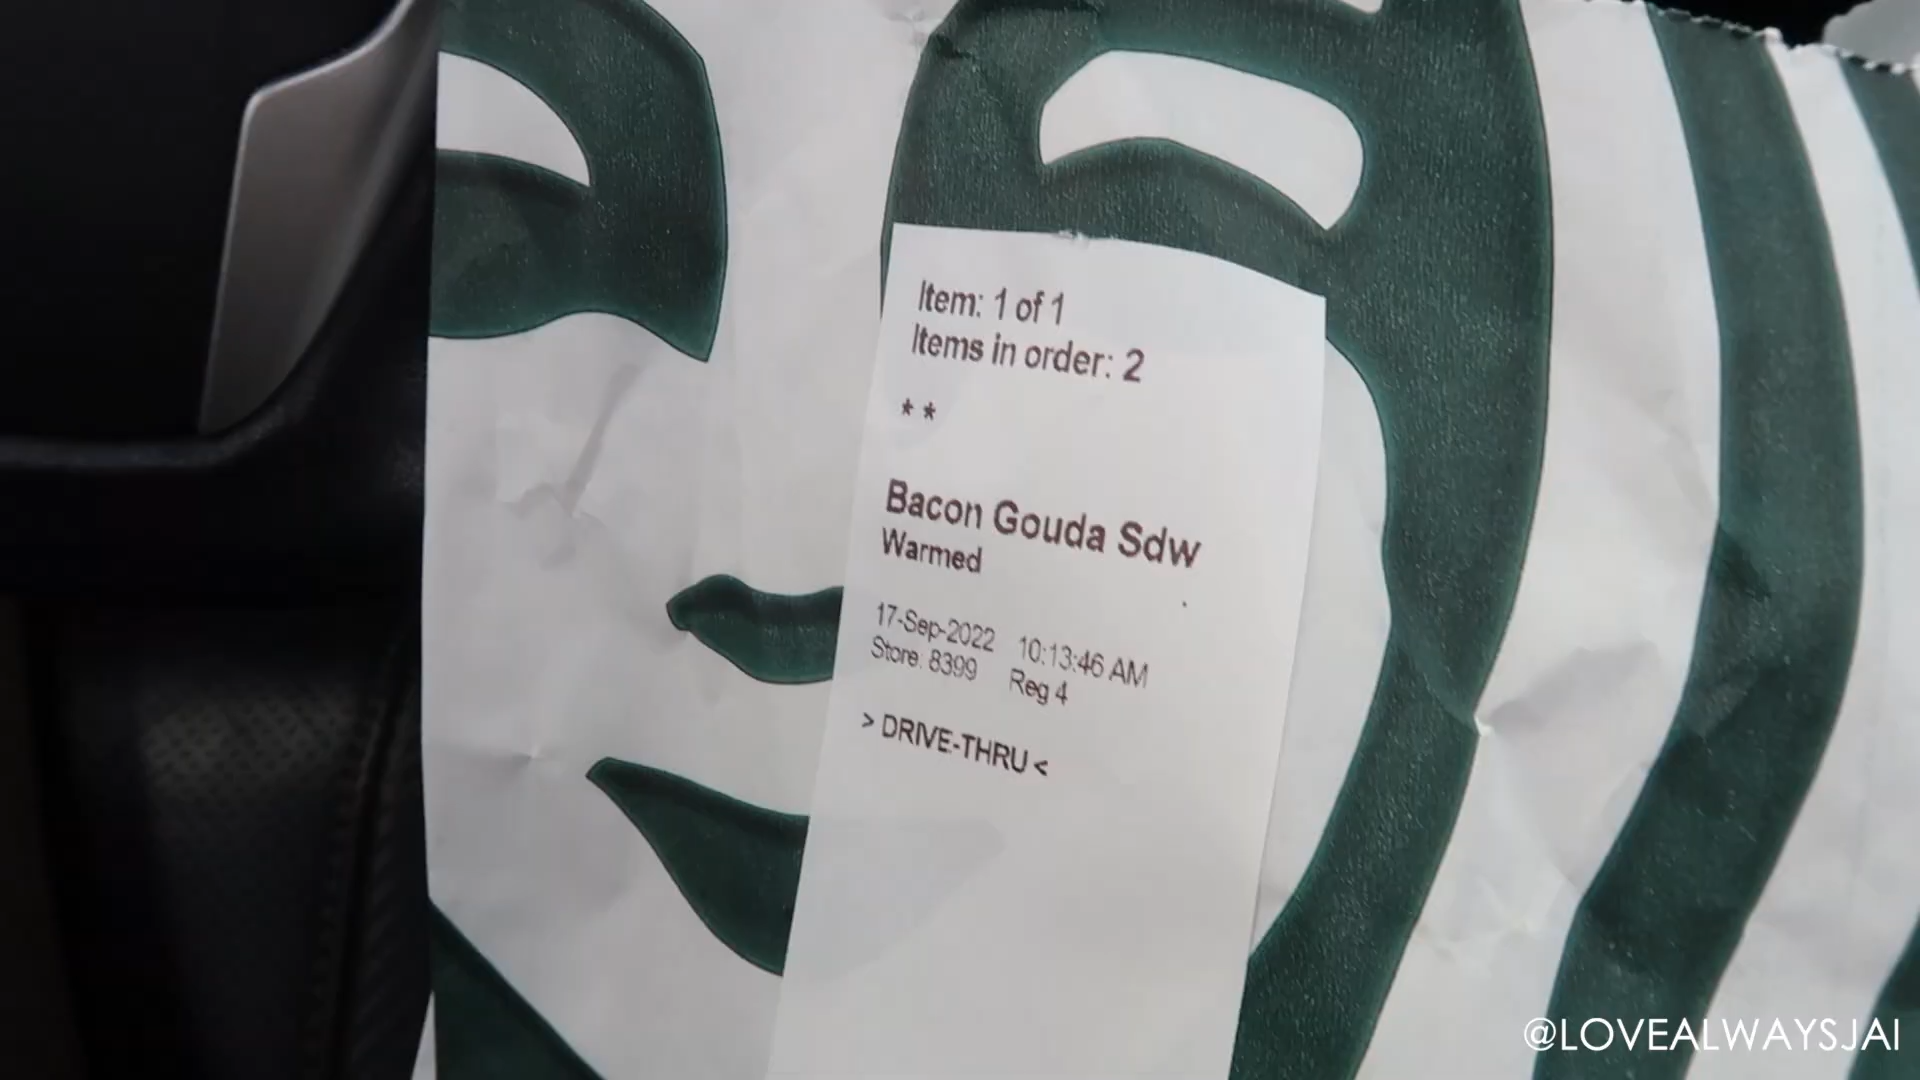 Item: 1 of 1
Items in order: 2
* *
Bacon Gouda Sdw
Warmed
17-Sep-2022 10:13:46 AM
Store: 8399 Reg 4
> DRIVE-THRU <
@LOVEALWAYSJAI